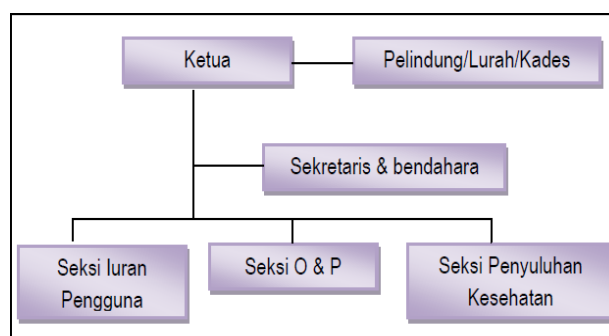 Ketua
Pelindung/Lurah/Kades
Sekretaris & bendahara
Seksi Iuran
Pengguna
Seksi O & P
Seksi Penyuluhan
Kesehatan